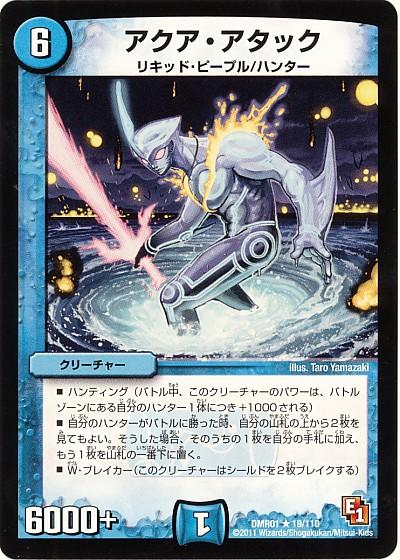 6
アクア・アタック
リキッド・ピープル/ハンター
Illus. Taro Yamazaki
クリーチャー
■ ハンティング (バトル中、このクリーチャーのパワーは、バトル
ゾーンにある自分のハンター1体につき+1000される)
■ 自分のハンターがバトルに勝った時、自分の山札の上から2枚を
見てもよい。そうした場合、そのうちの1枚を自分の手札に加え、
もう1枚を山札の一番下に置く。
■ W・ブレイカー(このクリーチャーはシールドを2枚ブレイクする)
6000+
1
DMR01★19/110
©2011 Wizards/Shogakukan/Mitsui-Kids
E1